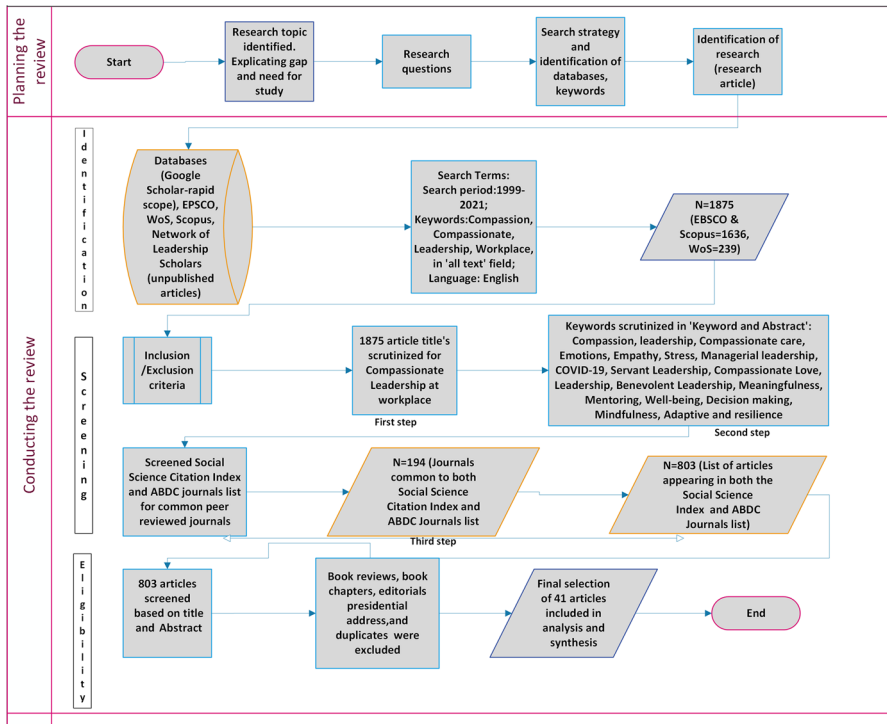 Planning the
review
Start
Research topic
identified.
Explicating gap
and need for
study
Research
questions
Search strategy
and
identification of
databases,
keywords
Identification of
research
(research
article)
Conducting the review
Identification
Databases
(Google
Scholar-rapid
scope), EPSCO,
WoS, Scopus,
Network of
Leadership
Scholars
(unpublished
articles)
Search Terms:
Search period:1999-
2021;
Keywords:Compassion,
Compassionate,
Leadership, Workplace,
in 'all text' field;
Language: English
N=1875
(EBSCO &
Scopus=1636,
WoS=239)
Screening
Inclusion
/Exclusion
criteria
1875 article title's
scrutinized for
Compassionate
Leadership at
workplace
First step
Keywords scrutinized in 'Keyword and Abstract':
Compassion, leadership, Compassionate care,
Emotions, Empathy, Stress, Managerial leadership,
COVID-19, Servant Leadership, Compassionate Love,
Leadership, Benevolent Leadership, Meaningfulness,
Mentoring, Well-being, Decision making,
Mindfulness, Adaptive and resilience
Second step
Screened Social
Science Citation Index
and ABDC journals list
for common peer
reviewed journals
N=194 (Journals
common to both
Social Science
Citation Index and
ABDC Journals list
N=803 (List of articles
appearing in both the
Social Science
Index and ABDC
Journals list)
Third step
Eligibility
803 articles
screened
based on title
and Abstract
Book reviews, book
chapters, editorials
presidential
address,and
duplicates were
excluded
Final selection
of 41 articles
included in
analysis and
synthesis
End